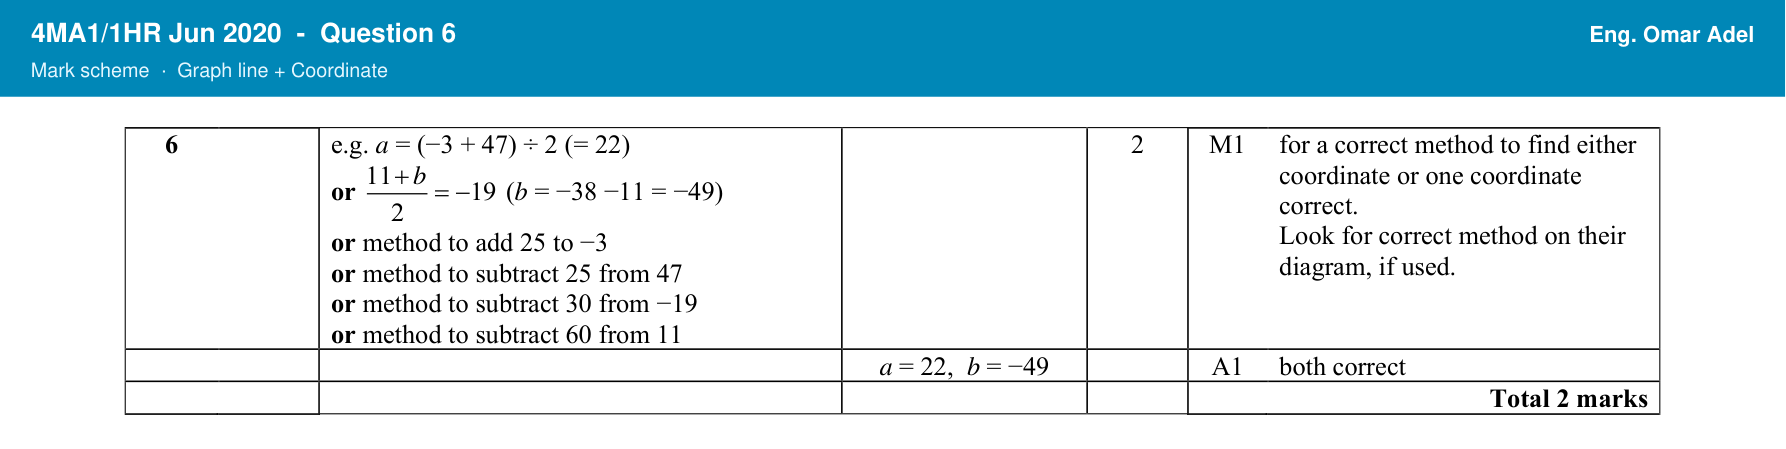 4MA1/1HR Jun 2020 - Question 6
Eng. Omar Adel
Mark scheme · Graph line + Coordinate
6
e.g. a = (−3 + 47) ÷ 2 (= 22)
or (11+b)/2 = −19 (b = −38 −11 = −49)
or method to add 25 to −3
or method to subtract 25 from 47
or method to subtract 30 from −19
or method to subtract 60 from 11
2
M1
for a correct method to find either
coordinate or one coordinate
correct.
Look for correct method on their
diagram, if used.
a = 22, b = −49
A1
both correct
Total 2 marks